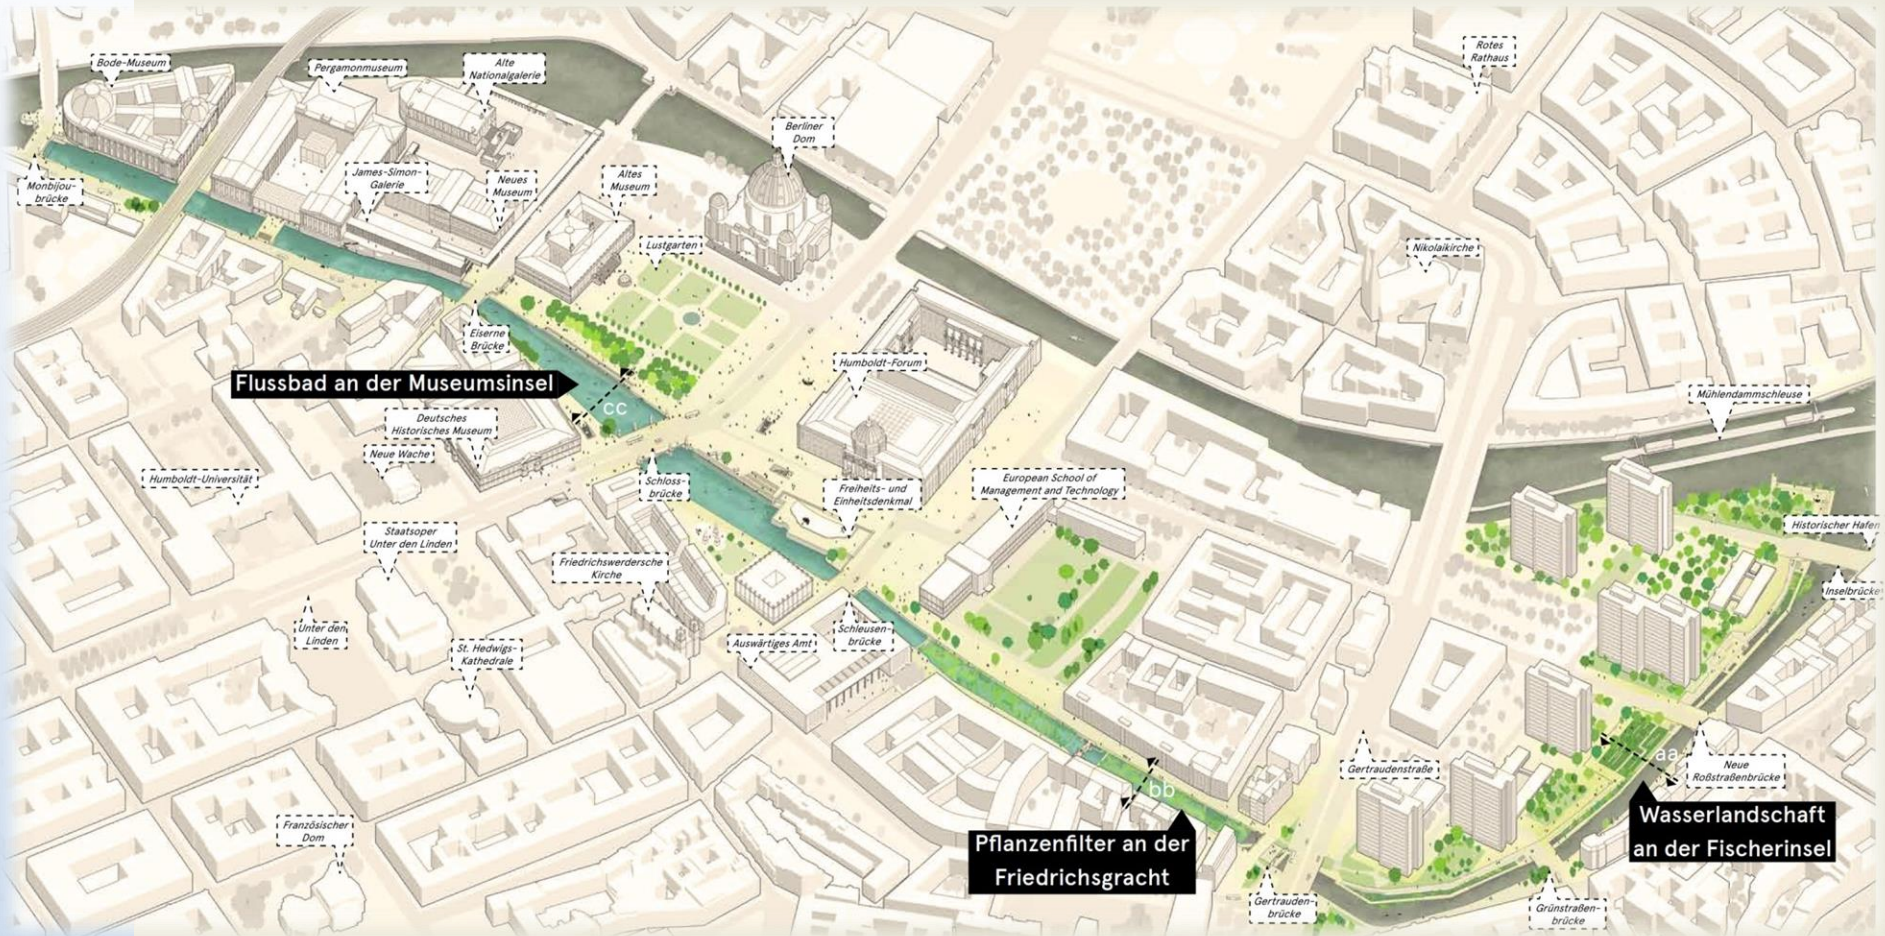 Bode-Museum
Pergamonmuseum
Alte
Nationalgalerie
Rotes
Rathaus
Berliner
Dom
Monbijou-
brücke
James-Simon-
Galerie
Neues
Museum
Altes
Museum
Lustgarten
Nikolaikirche
Eiserne
Brücke
Humboldt-Forum
Flussbad an der Museumsinsel
cc
Mühlendammschleuse
Deutsches
Historisches Museum
Neue Wache
Humboldt-Universität
Schloss-
brücke
Freiheits- und
Einheitsdenkmal
European School of
Management and Technology
Historischer Hafen
Staatsoper
Unter den Linden
Friedrichswerdersche
Kirche
Inselbrücke
Unter den
Linden
St. Hedwigs-
Kathedrale
Auswärtiges Amt
Schleusen-
brücke
Gertraudenstraße
aa
Neue
Roßstraßenbrücke
bb
Wasserlandschaft
an der Fischerinsel
Pflanzenfilter an der
Friedrichsgracht
Französischer
Dom
Gertrauden-
brücke
Grünstraßen-
brücke